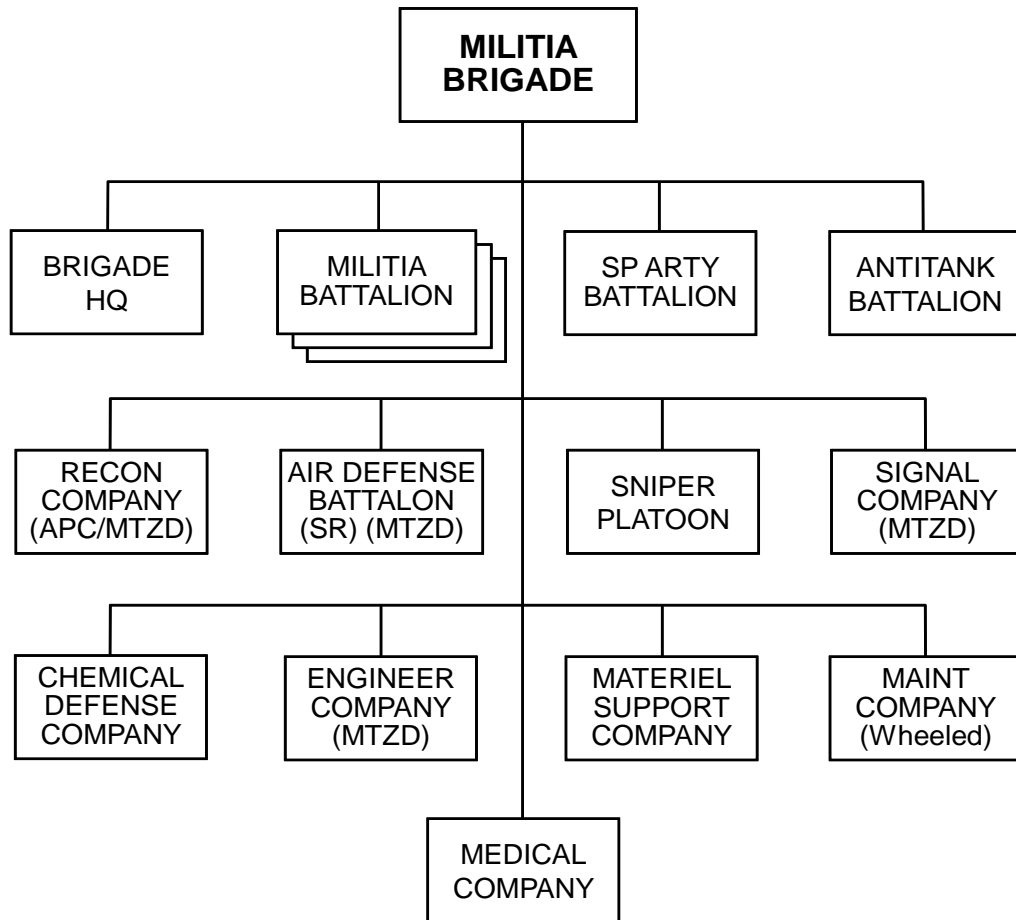 MILITIA
BRIGADE
BRIGADE
HQ
MILITIA
BATTALION
SP ARTY
BATTALION
ANTITANK
BATTALION
RECON
COMPANY
(APC/MTZD)
AIR DEFENSE
BATTALON
(SR) (MTZD)
SNIPER
PLATOON
SIGNAL
COMPANY
(MTZD)
CHEMICAL
DEFENSE
COMPANY
ENGINEER
COMPANY
(MTZD)
MATERIEL
SUPPORT
COMPANY
MAINT
COMPANY
(Wheeled)
MEDICAL
COMPANY